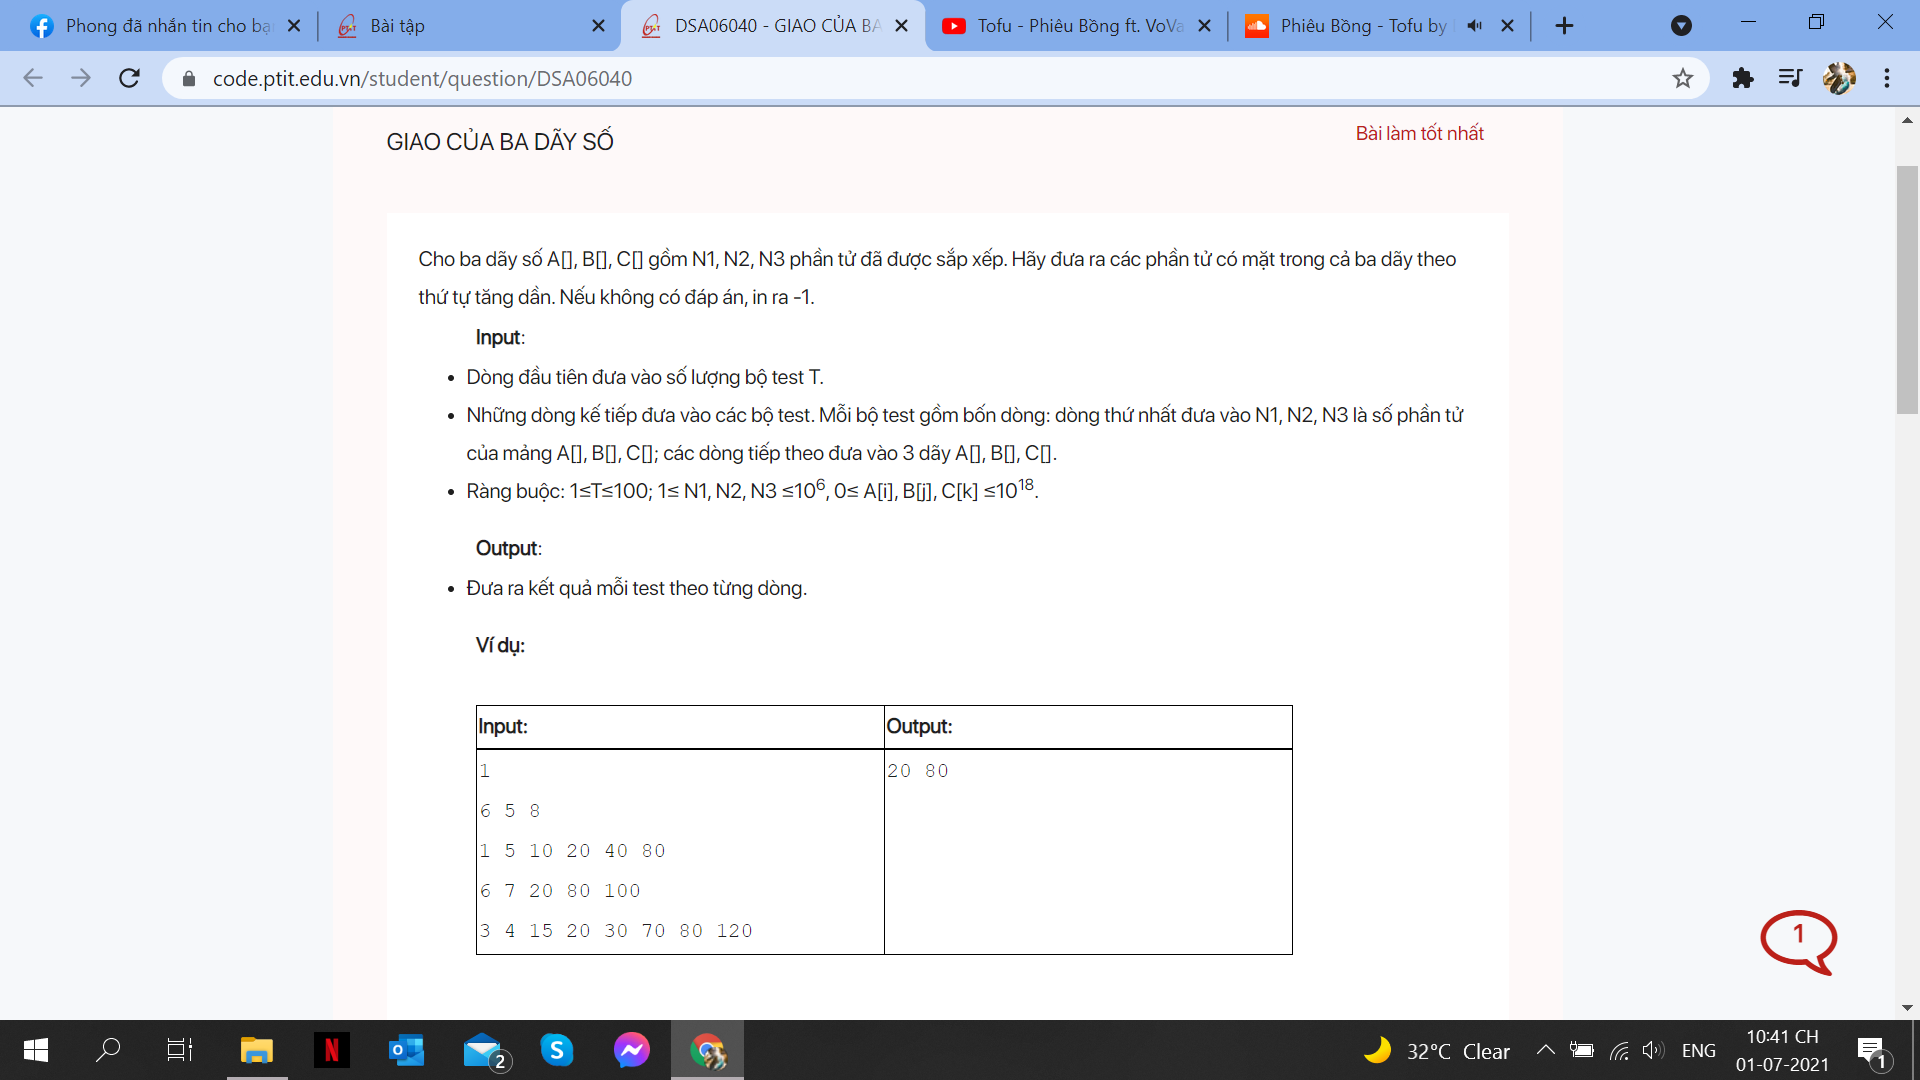 Phong đã nhắn tin cho bạ
Bài tập
DSA06040 - GIAO CỦA BA
Tofu - Phiêu Bồng ft. VoVa
Phiêu Bồng - Tofu by
code.ptit.edu.vn/student/question/DSA06040
GIAO CỦA BA DÃY SỐ
Bài làm tốt nhất
Cho ba dãy số A[], B[], C[] gồm N1, N2, N3 phần tử đã được sắp xếp. Hãy đưa ra các phần tử có mặt trong cả ba dãy theo
thứ tự tăng dần. Nếu không có đáp án, in ra -1.
Input:
• Dòng đầu tiên đưa vào số lượng bộ test T.
• Những dòng kế tiếp đưa vào các bộ test. Mỗi bộ test gồm bốn dòng: dòng thứ nhất đưa vào N1, N2, N3 là số phần tử
của mảng A[], B[], C[]; các dòng tiếp theo đưa vào 3 dãy A[], B[], C[].
• Ràng buộc: 1≤T≤100; 1≤ N1, N2, N3 ≤10⁶, 0≤ A[i], B[j], C[k] ≤10¹⁸.
Output:
• Đưa ra kết quả mỗi test theo từng dòng.
Ví dụ:
Input:
Output:
1
20 80
6 5 8
1 5 10 20 40 80
6 7 20 80 100
3 4 15 20 30 70 80 120
1
2
32°C Clear
ENG
10:41 CH
01-07-2021
1